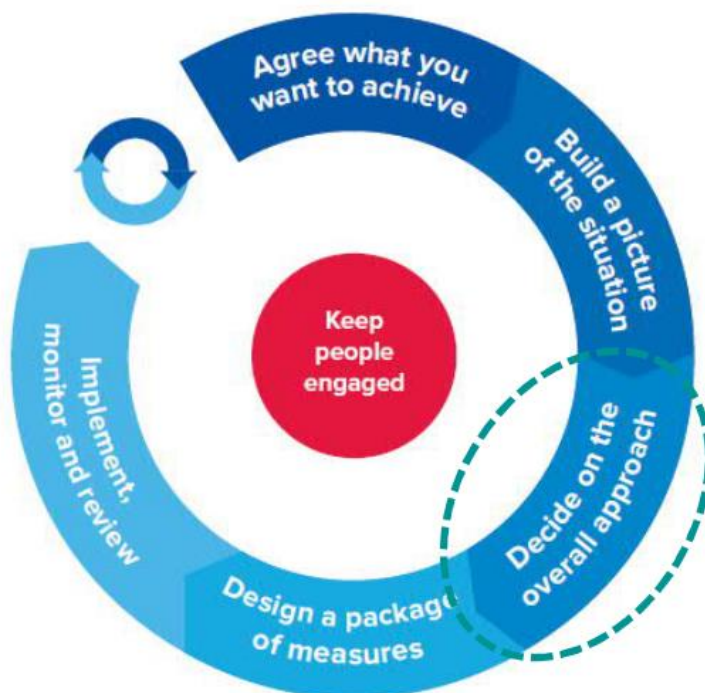 Agree what you
want to achieve
Build a picture
of the situation
Decide on the
overall approach
Design a package
of measures
Implement,
monitor and review
Keep
people
engaged